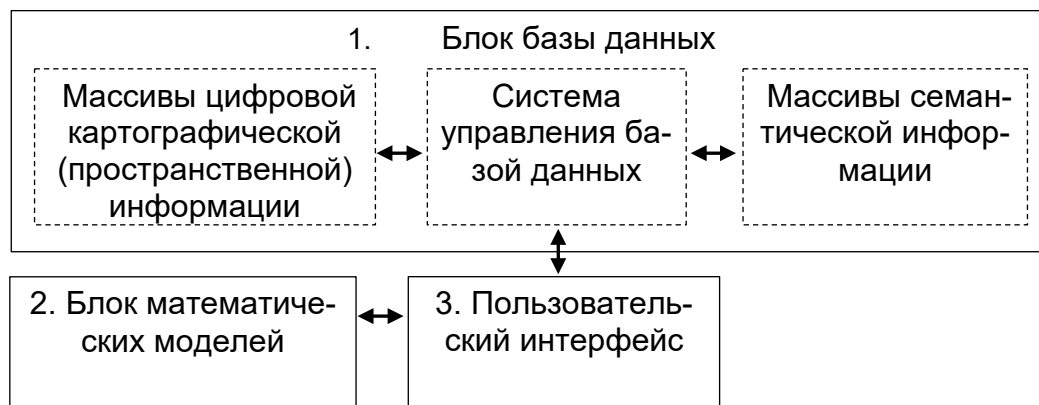 1. Блок базы данных
Массивы цифровой
картографической
(пространственной)
информации
Система
управления ба-
зой данных
Массивы семан-
тической инфор-
мации
2. Блок математиче-
ских моделей
3. Пользователь-
ский интерфейс